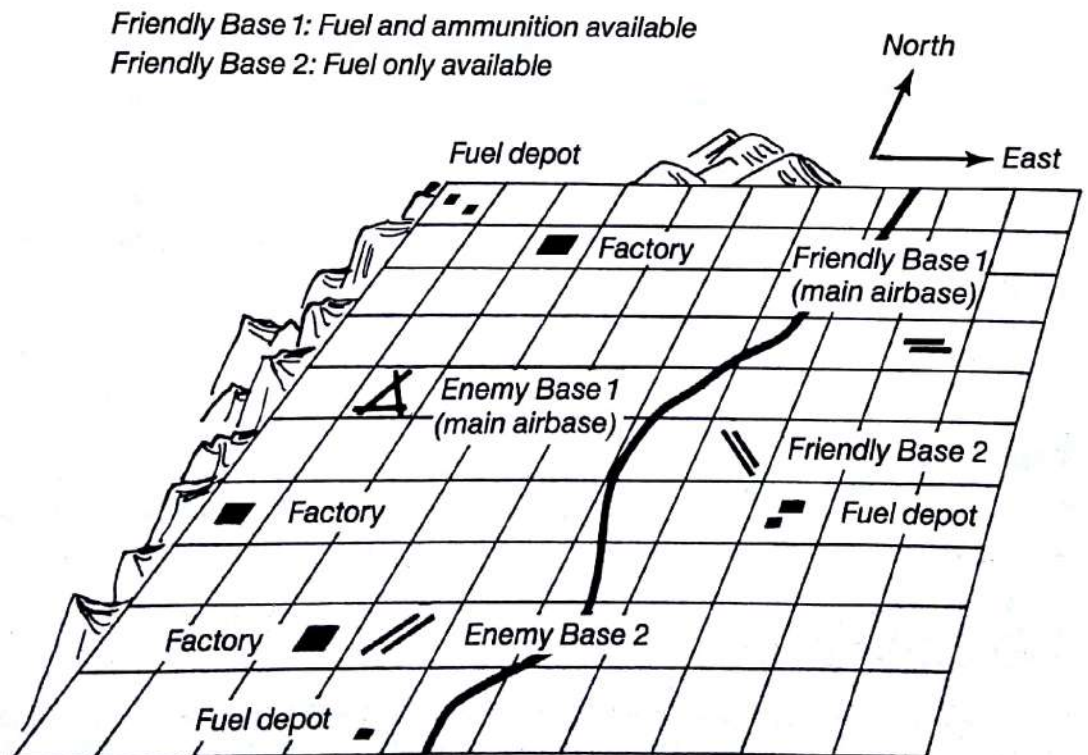 Friendly Base 1: Fuel and ammunition available
Friendly Base 2: Fuel only available
North
East
Fuel depot
Factory
Friendly Base 1
(main airbase)
Enemy Base 1
(main airbase)
Friendly Base 2
Factory
Fuel depot
Factory
Enemy Base 2
Fuel depot